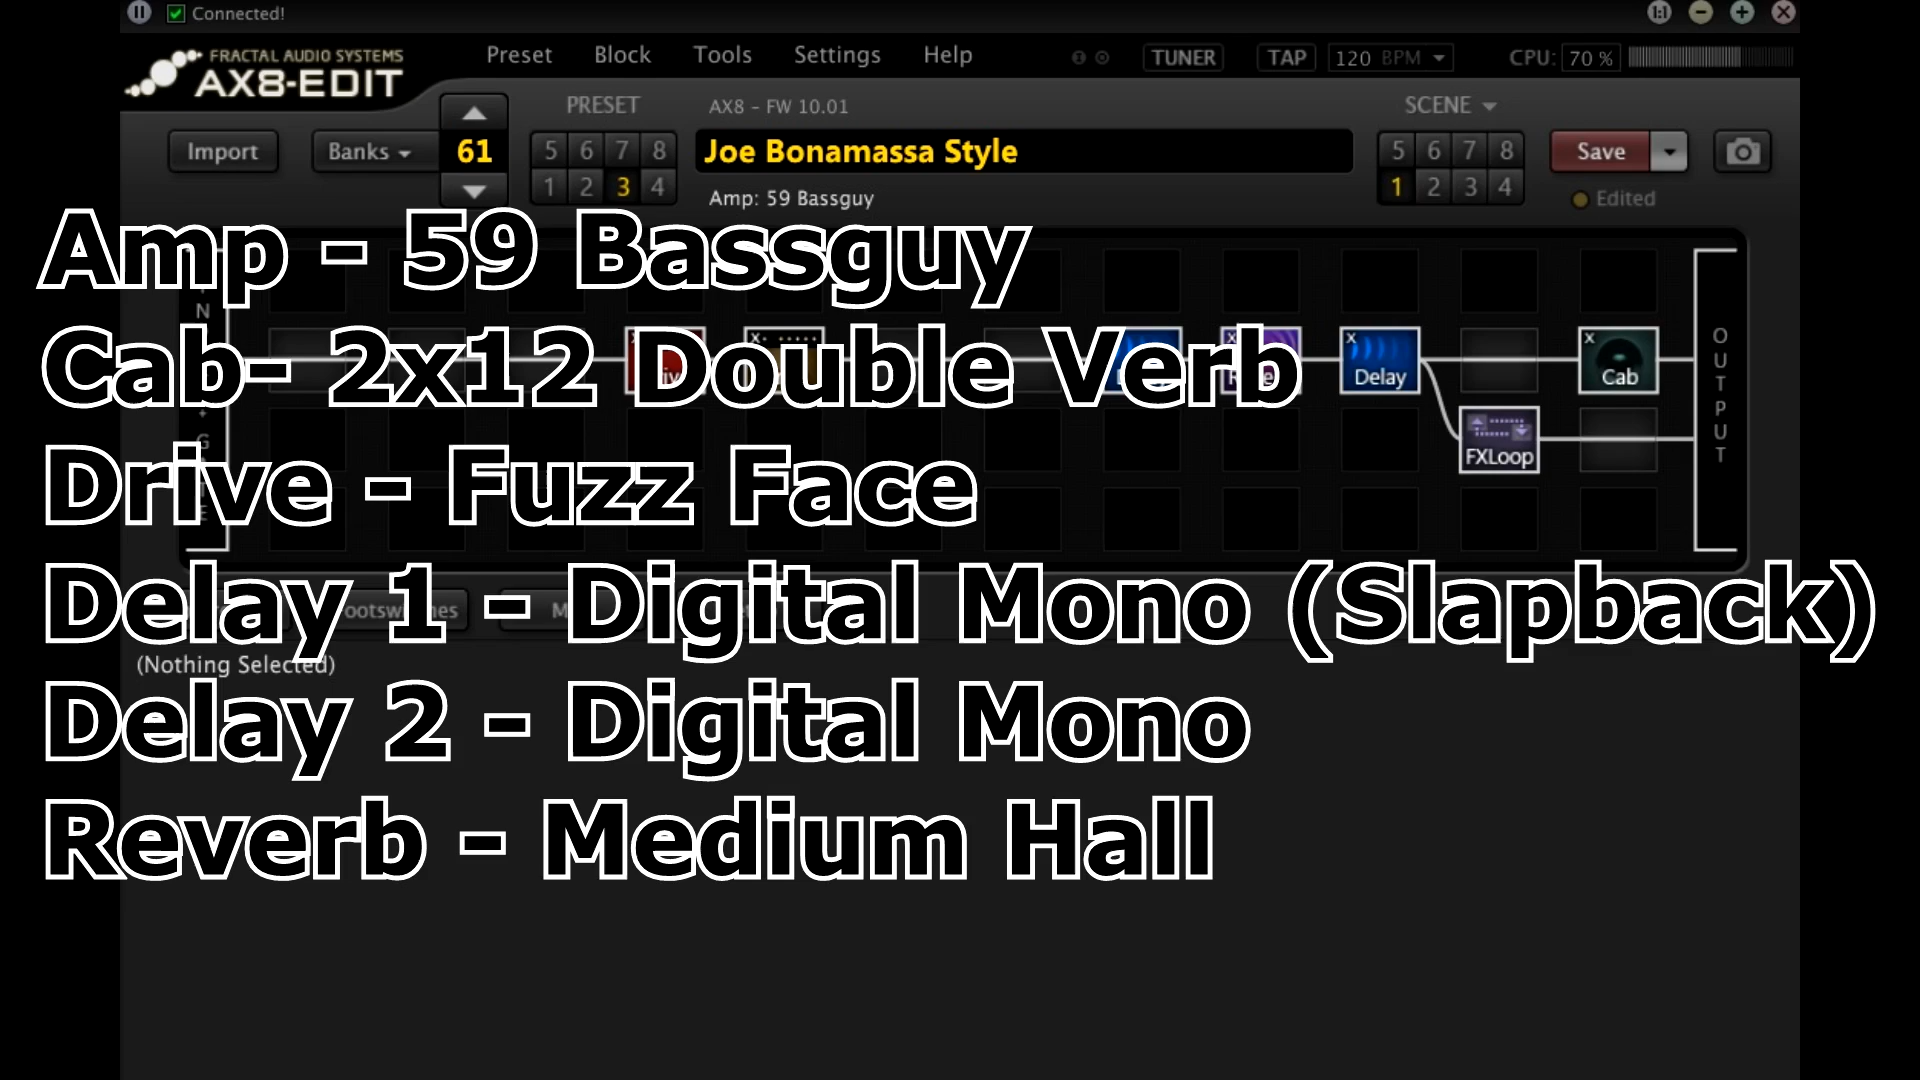 Connected!
FRACTAL AUDIO SYSTEMS
AX8-EDIT
Preset Block Tools Settings Help
TUNER TAP 120 BPM CPU: 70 %
Import Banks 61
PRESET
5 6 7 8
1 2 3 4
AX8 - FW 10.01
Joe Bonamassa Style
Amp: 59 Bassguy
SCENE
5 6 7 8
1 2 3 4
Save
Edited
Amp - 59 Bassguy
Cab- 2x12 Double Verb
Drive - Fuzz Face
Delay 1 - Digital Mono (Slapback)
Delay 2 - Digital Mono
Reverb - Medium Hall
Delay
Cab
FXLoop
OUTPUT
(Nothing Selected)